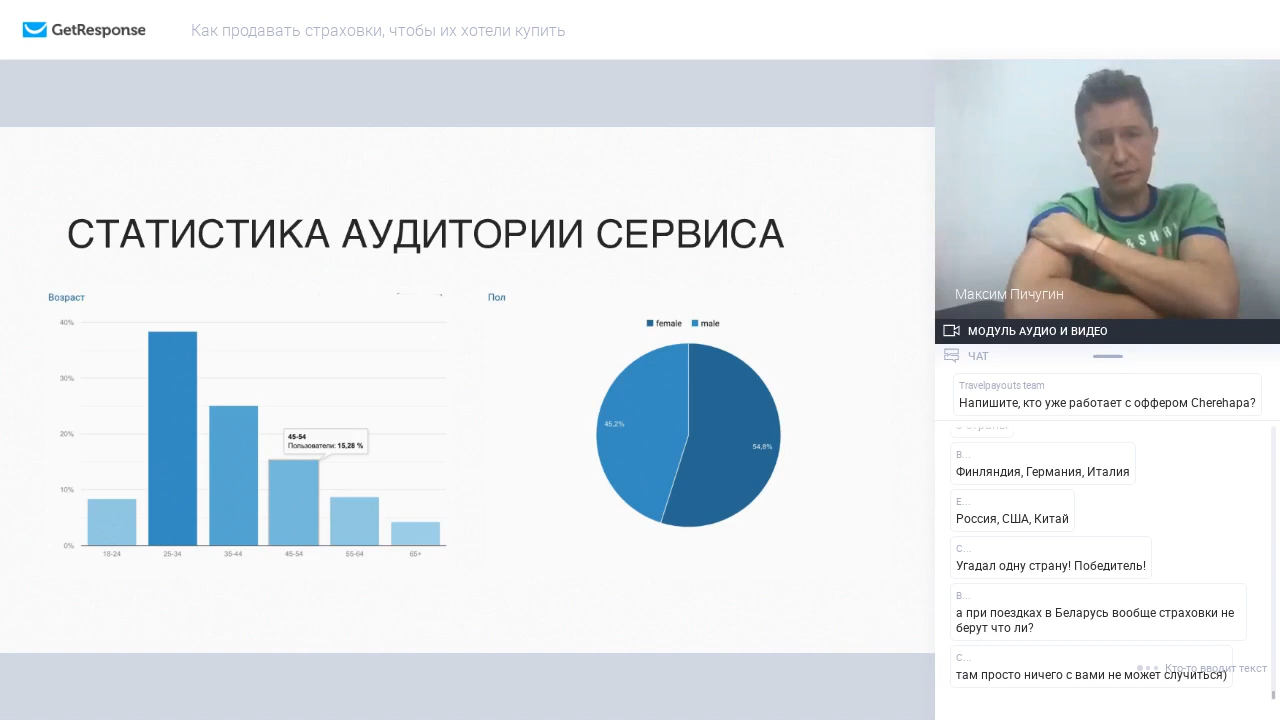 GetResponse
Как продавать страховки, чтобы их хотели купить
СТАТИСТИКА АУДИТОРИИ СЕРВИСА
Возраст
40%
30%
20%
10%
0%
45-54
Пользователи: 15,28 %
18-24
25-34
35-44
45-54
55-64
65+
Пол
female
male
45,2%
54,8%
Максим Пичугин
МОДУЛЬ АУДИО И ВИДЕО
ЧАТ
Travelpayouts team
Напишите, кто уже работает с оффером Cherehapa?
В...
Финляндия, Германия, Италия
Е...
Россия, США, Китай
С...
Угадал одну страну! Победитель!
В...
а при поездках в Беларусь вообще страховки не
берут что ли?
С...
там просто ничего с вами не может случиться)
Кто-то вводит текст